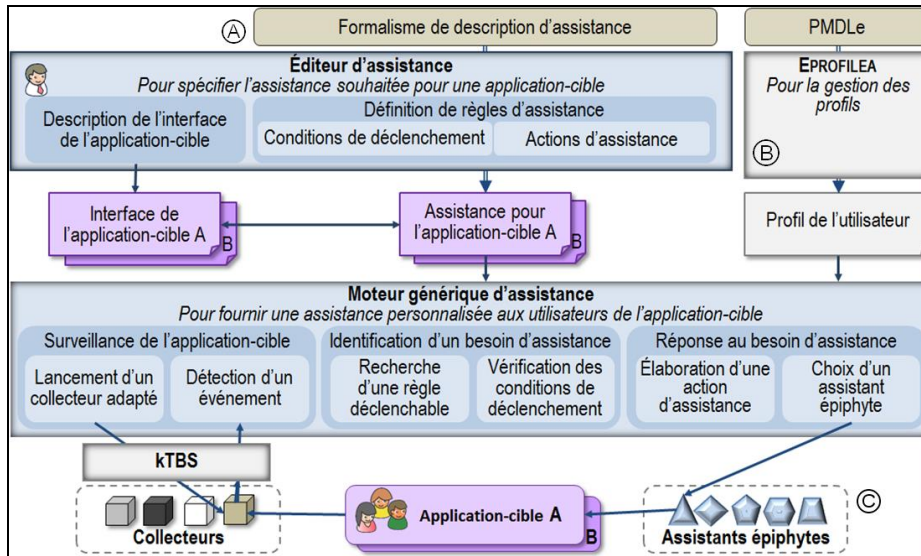 A
Formalisme de description d'assistance
PMDLe
Éditeur d'assistance
Pour spécifier l'assistance souhaitée pour une application-cible
Description de l'interface
de l'application-cible
Définition de règles d'assistance
Conditions de déclenchement
Actions d'assistance
EPROFILEA
Pour la gestion des
profils
B
Interface de
l'application-cible A
B
Assistance pour
l'application-cible A
B
Profil de l'utilisateur
Moteur générique d'assistance
Pour fournir une assistance personnalisée aux utilisateurs de l'application-cible
Surveillance de l'application-cible
Lancement d'un
collecteur adapté
Détection d'un
événement
Identification d'un besoin d'assistance
Recherche
d'une règle
déclenchable
Vérification des
conditions de
déclenchement
Réponse au besoin d'assistance
Élaboration d'une
action
d'assistance
Choix d'un
assistant
épiphyte
kTBS
Collecteurs
Application-cible A
B
Assistants épiphytes
C